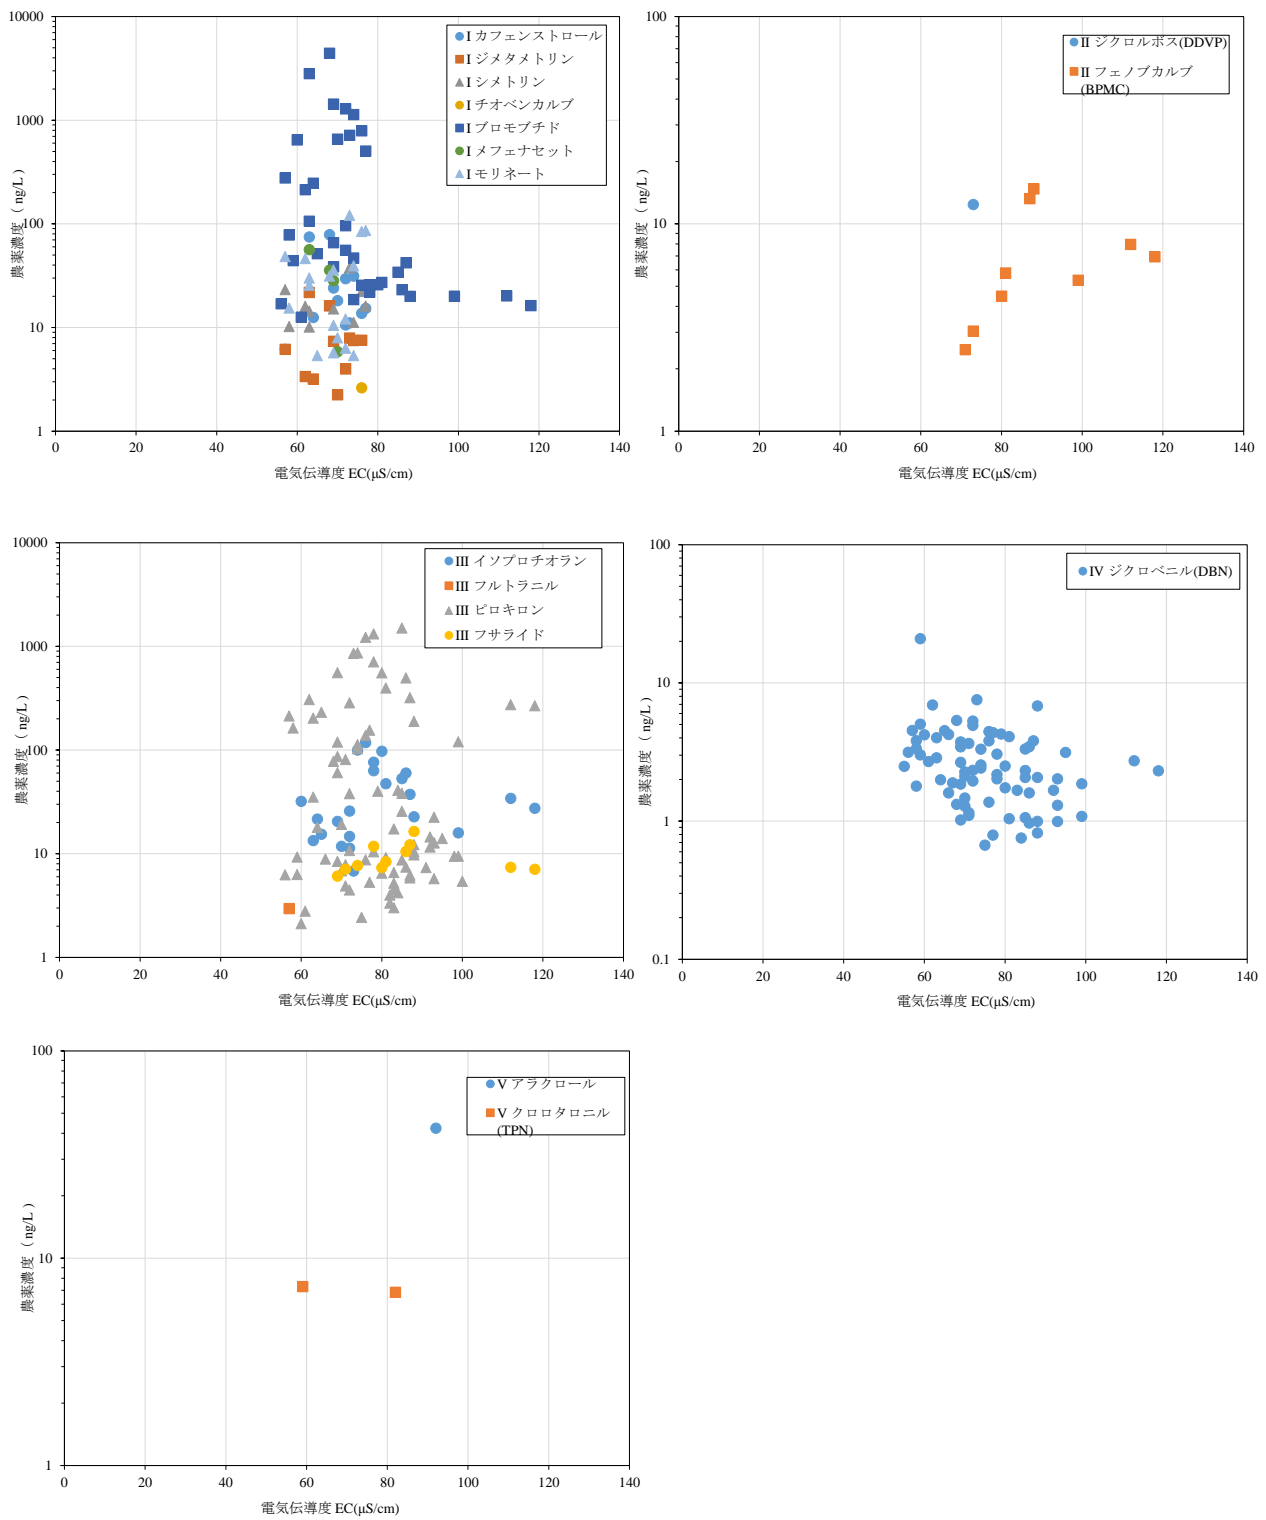 10000
1000
100
10
1
0
20
40
60
80
100
120
140
農薬濃度（ ng/L ）
電気伝導度 EC(μS/cm)
I カフェンストロール
I ジメタメトリン
I シメトリン
I チオベンカルブ
I ブロモブチド
I メフェナセット
I モリネート
100
10
1
0
20
40
60
80
100
120
140
農薬濃度（ ng/L ）
電気伝導度 EC(μS/cm)
II ジクロルボス(DDVP)
II フェノブカルブ
(BPMC)
10000
1000
100
10
1
0
20
40
60
80
100
120
140
農薬濃度（ ng/L ）
電気伝導度 EC(μS/cm)
III イソプロチオラン
III フルトラニル
III ピロキロン
III フサライド
100
10
1
0.1
0
20
40
60
80
100
120
140
農薬濃度（ ng/L ）
電気伝導度 EC(μS/cm)
IV ジクロベニル(DBN)
100
10
1
0
20
40
60
80
100
120
140
農薬濃度（ ng/L ）
電気伝導度 EC(μS/cm)
V アラクロール
V クロロタロニル
(TPN)